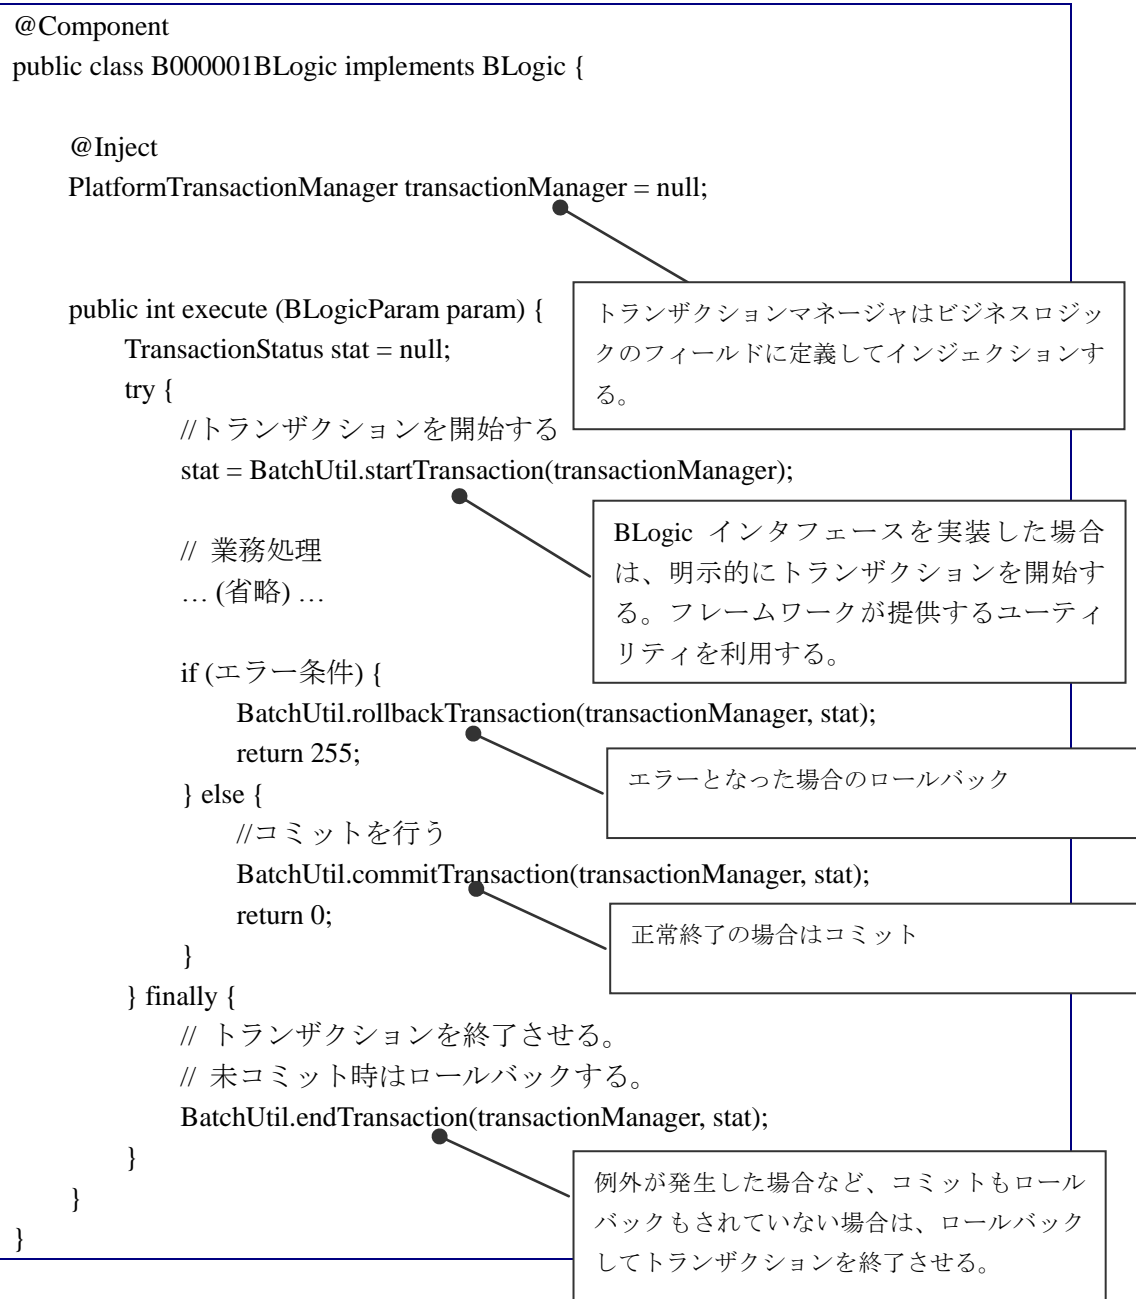 @Component
public class B000001BLogic implements BLogic {
@Inject
PlatformTransactionManager transactionManager = null;
トランザクションマネージャはビジネスロジッ
クのフィールドに定義してインジェクションす
る。
public int execute (BLogicParam param) {
TransactionStatus stat = null;
try {
//トランザクションを開始する
stat = BatchUtil.startTransaction(transactionManager);
BLogic インタフェースを実装した場合
は、明示的にトランザクションを開始す
る。フレームワークが提供するユーティ
リティを利用する。
// 業務処理
… (省略) …
if (エラー条件) {
BatchUtil.rollbackTransaction(transactionManager, stat);
return 255;
エラーとなった場合のロールバック
} else {
//コミットを行う
BatchUtil.commitTransaction(transactionManager, stat);
return 0;
正常終了の場合はコミット
}
} finally {
// トランザクションを終了させる。
// 未コミット時はロールバックする。
BatchUtil.endTransaction(transactionManager, stat);
例外が発生した場合など、コミットもロール
バックもされていない場合は、ロールバック
してトランザクションを終了させる。
}
}
}